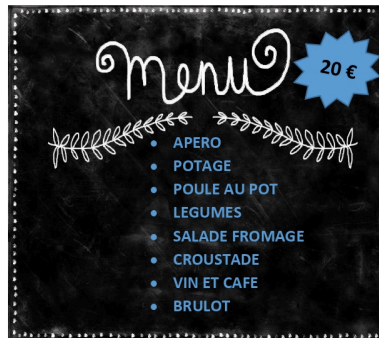 Menu
20 €
APERO
POTAGE
POULE AU POT
LEGUMES
SALADE FROMAGE
CROUSTADE
VIN ET CAFE
BRULOT